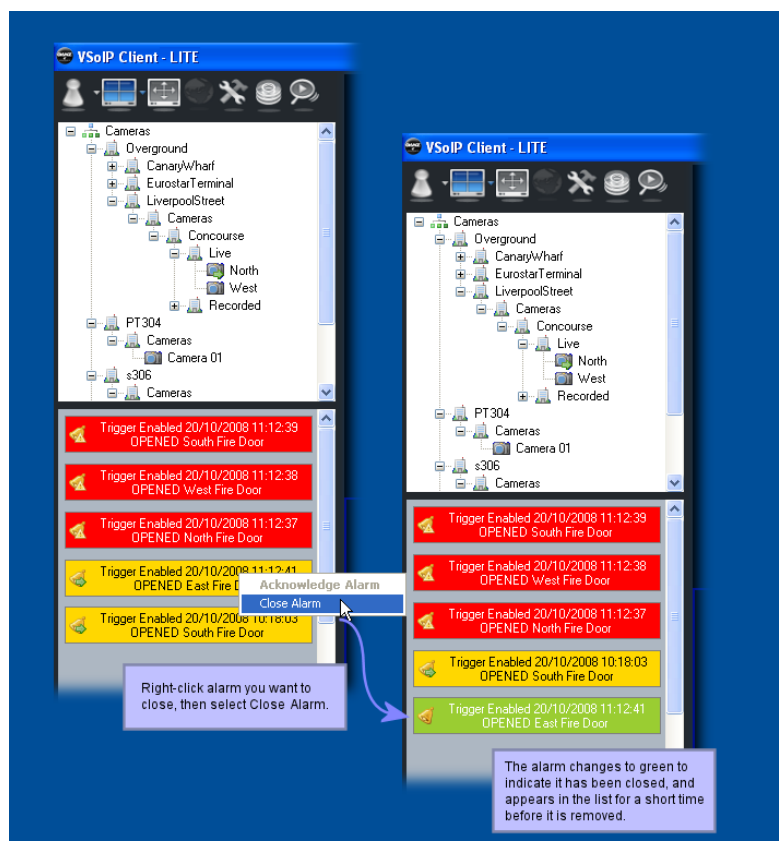 VSoIP Client - LITE
Cameras
Overground
CanaryWharf
EurostarTerminal
LiverpoolStreet
Cameras
Concourse
Live
North
West
Recorded
PT304
Cameras
Camera 01
s306
Cameras
Trigger Enabled 20/10/2008 11:12:39
OPENED South Fire Door
Trigger Enabled 20/10/2008 11:12:38
OPENED West Fire Door
Trigger Enabled 20/10/2008 11:12:37
OPENED North Fire Door
Trigger Enabled 20/10/2008 11:12:41
OPENED East Fire
Acknowledge Alarm
Close Alarm
Trigger Enabled 20/10/2008 10:18:03
OPENED South Fire Door
Right-click alarm you want to
close, then select Close Alarm.
VSoIP Client - LITE
Cameras
Overground
CanaryWharf
EurostarTerminal
LiverpoolStreet
Cameras
Concourse
Live
North
West
Recorded
PT304
Cameras
Camera 01
s306
Cameras
Trigger Enabled 20/10/2008 11:12:39
OPENED South Fire Door
Trigger Enabled 20/10/2008 11:12:38
OPENED West Fire Door
Trigger Enabled 20/10/2008 11:12:37
OPENED North Fire Door
Trigger Enabled 20/10/2008 10:18:03
OPENED South Fire Door
Trigger Enabled 20/10/2008 11:12:41
OPENED East Fire Door
The alarm changes to green to
indicate it has been closed, and
appears in the list for a short time
before it is removed.